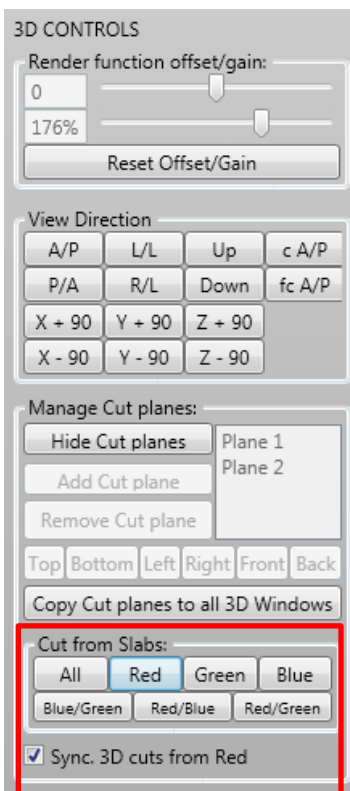 3D CONTROLS
Render function offset/gain:
0
176%
Reset Offset/Gain
View Direction
A/P L/L Up c A/P
P/A R/L Down fc A/P
X + 90 Y + 90 Z + 90
X - 90 Y - 90 Z - 90
Manage Cut planes:
Hide Cut planes Plane 1
Add Cut plane Plane 2
Remove Cut plane
Top Bottom Left Right Front Back
Copy Cut planes to all 3D Windows
Cut from Slabs:
All Red Green Blue
Blue/Green Red/Blue Red/Green
Sync. 3D cuts from Red